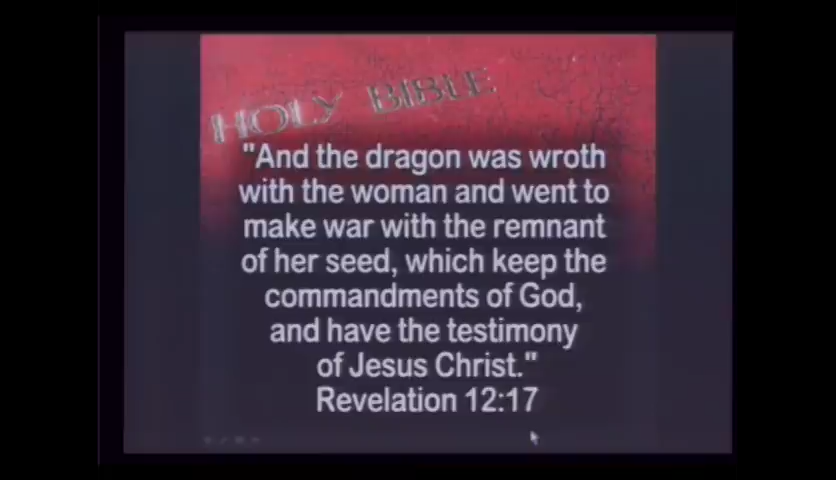 HOLY BIBLE
"And the dragon was wroth
with the woman and went to
make war with the remnant
of her seed, which keep the
commandments of God,
and have the testimony
of Jesus Christ."
Revelation 12:17